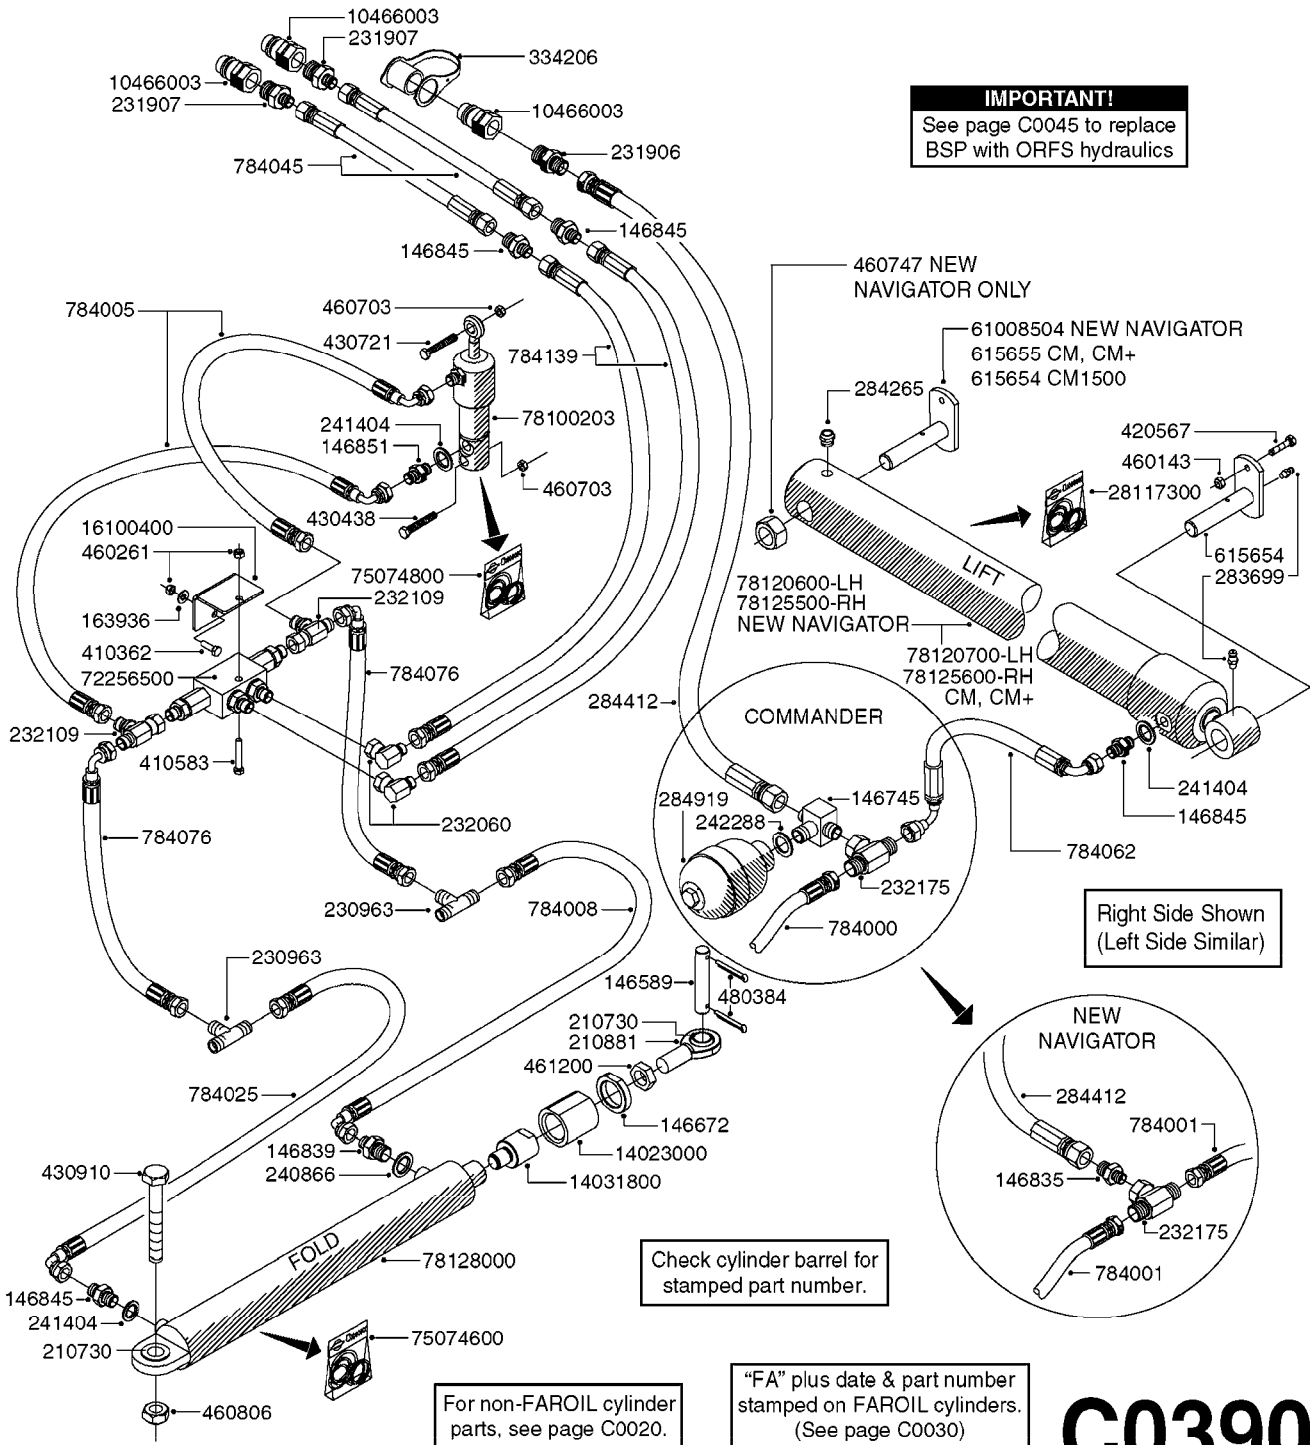 10466003
231907
334206
10466003
231907
10466003
231906
784045
146845
146845
IMPORTANT!
See page C0045 to replace
BSP with ORFS hydraulics
460747 NEW
NAVIGATOR ONLY
61008504 NEW NAVIGATOR
615655 CM, CM+
615654 CM1500
784005
460703
430721
784139
284265
78100203
241404
146851
460703
430438
420567
460143
28117300
615654
283699
LIFT
16100400
460261
75074800
232109
163936
410362
72256500
784076
78120600-LH
78125500-RH
NEW NAVIGATOR
78120700-LH
78125600-RH
CM, CM+
284412
COMMANDER
232109
410583
784076
232060
284919
242288
146745
241404
146845
784062
232175
230963
784008
784000
Right Side Shown
(Left Side Similar)
230963
146589
480384
210730
210881
461200
NEW
NAVIGATOR
784025
146672
14023000
14031800
146839
240866
430910
284412
784001
146835
232175
784001
FOLD
78128000
Check cylinder barrel for
stamped part number.
146845
241404
210730
75074600
460806
For non-FAROIL cylinder
parts, see page C0020.
“FA” plus date & part number
stamped on FAROIL cylinders.
(See page C0030)
C0390